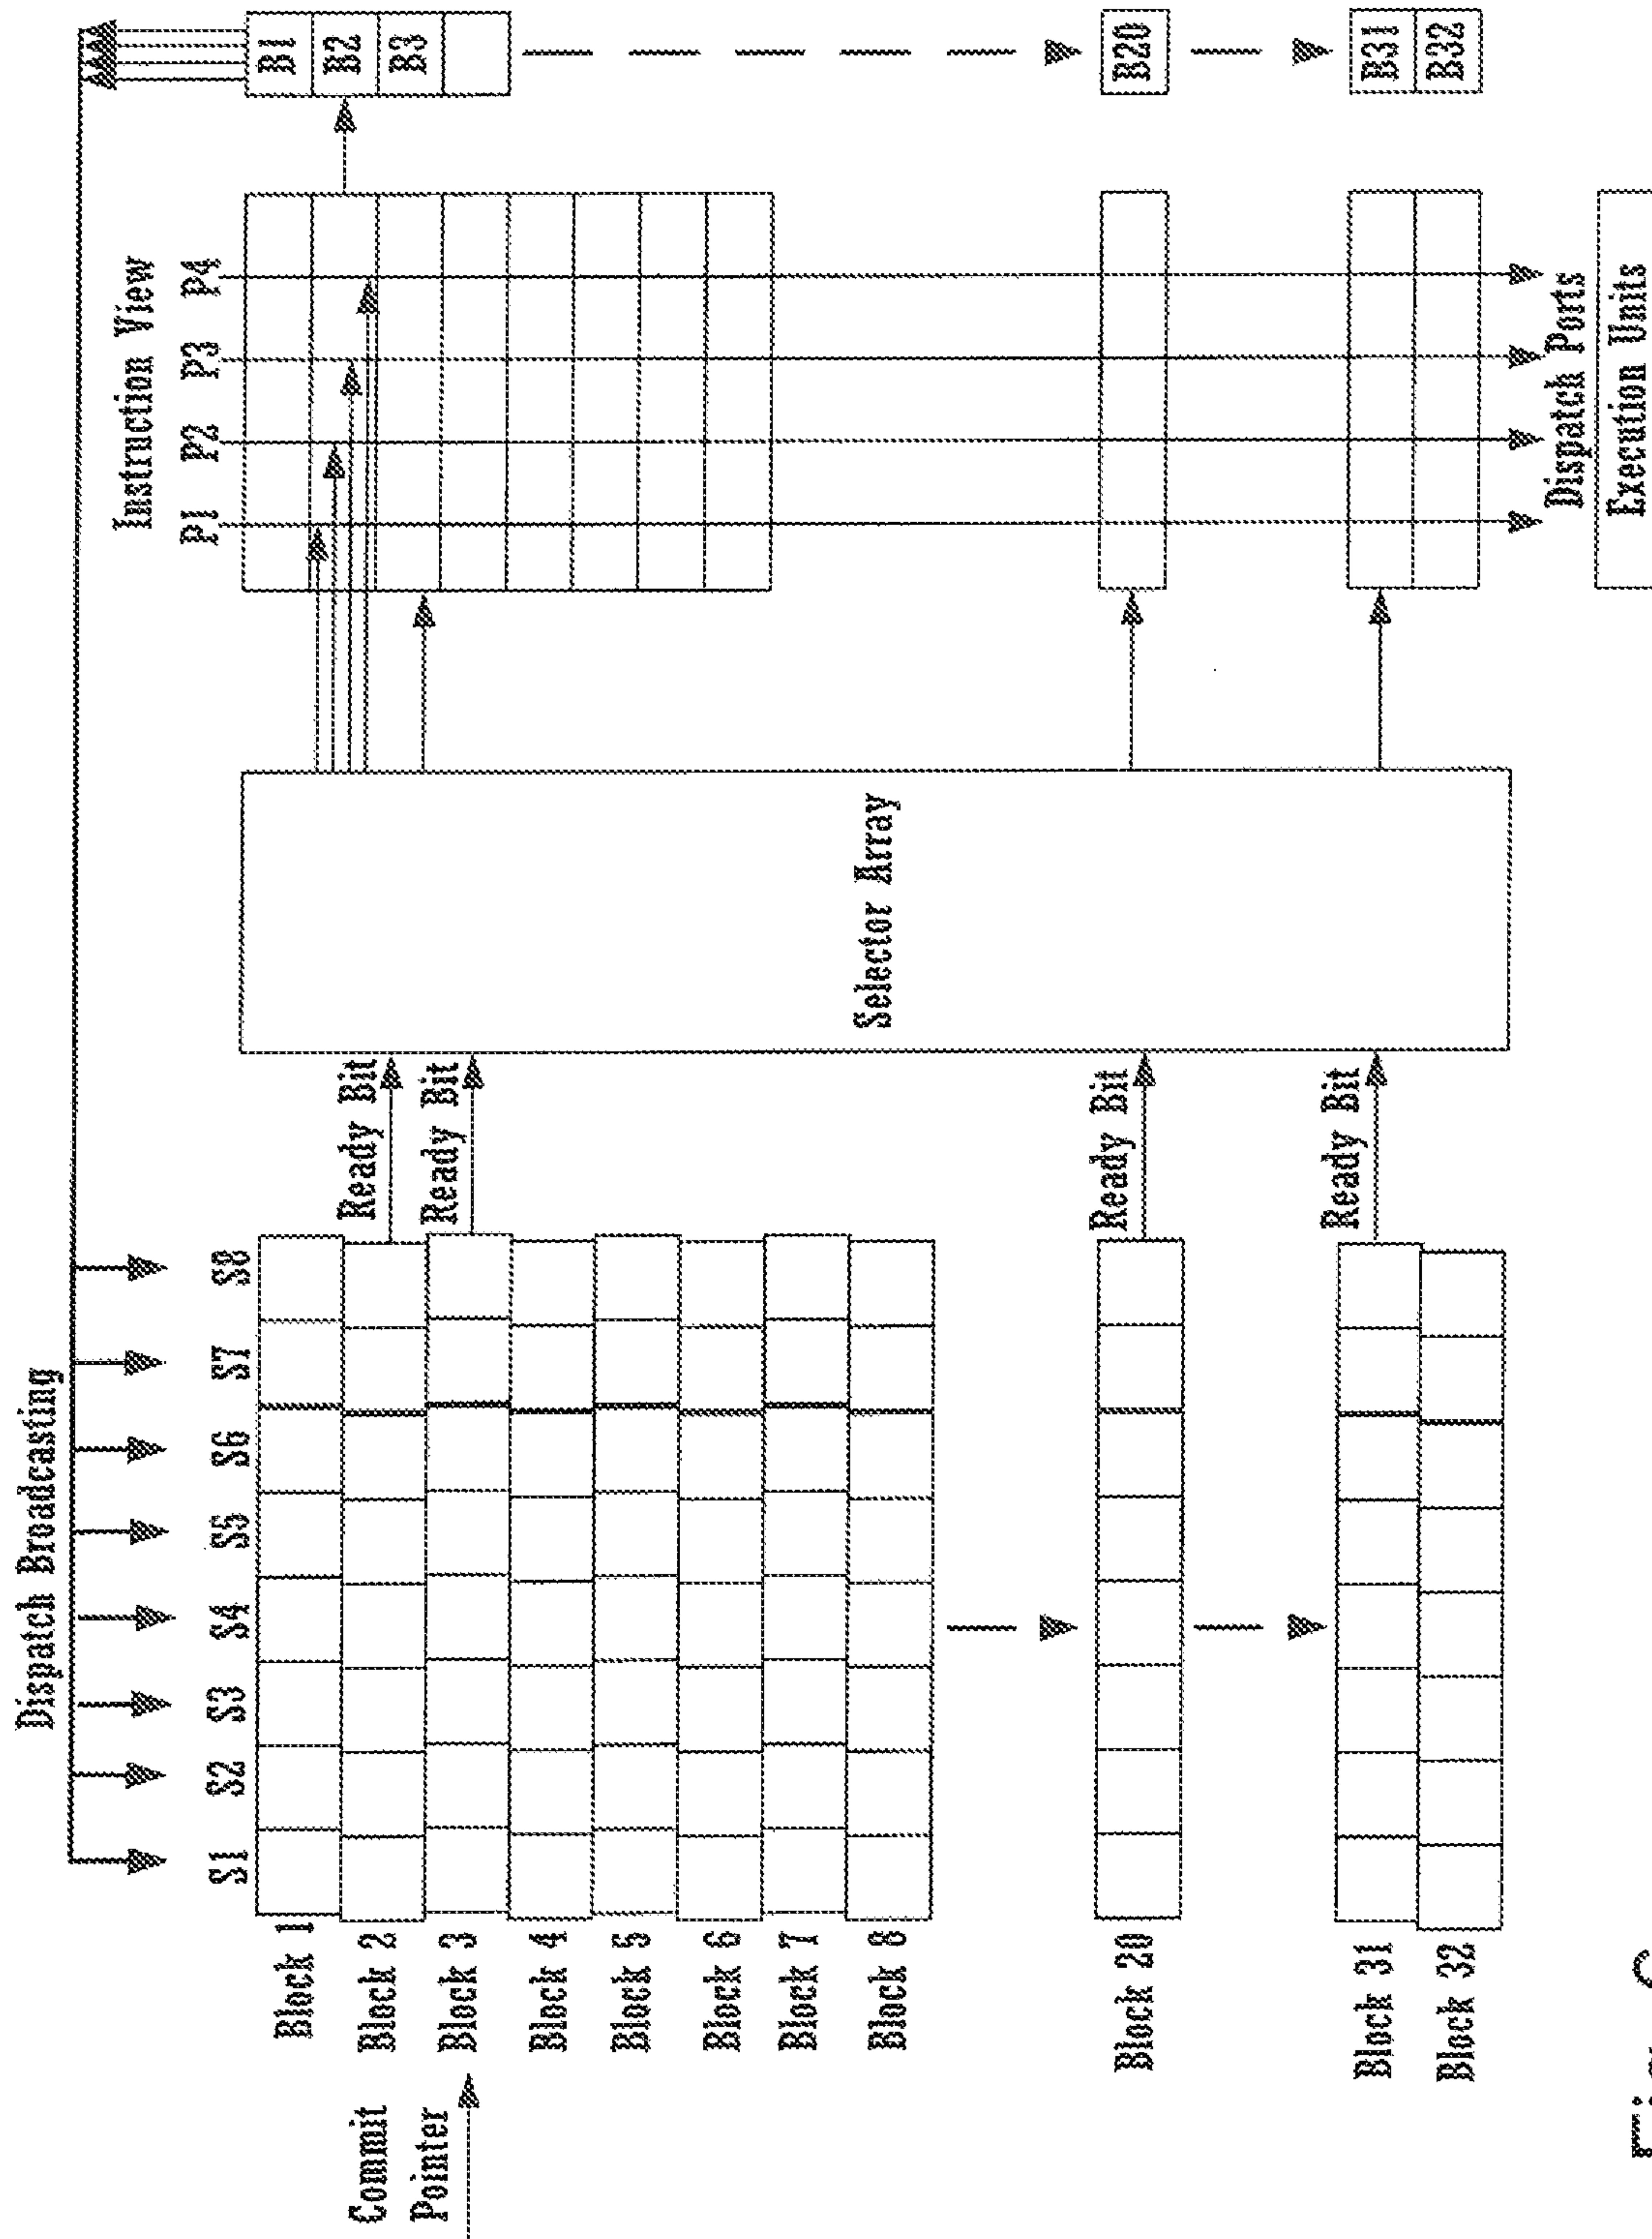 Dispatch Broadcasting
S1 S2 S3 S4 S5 S6 S7 S8
Block 1
Block 2
Block 3
Block 4
Block 5
Block 6
Block 7
Block 8
Block 20
Block 31
Block 32
Commit
Pointer
Ready Bit
Ready Bit
Ready Bit
Ready Bit
Selector Array
Instruction View
P1 P2 P3 P4
Dispatch Ports
Execution Units
B1
B2
B3
B20
B31
B32